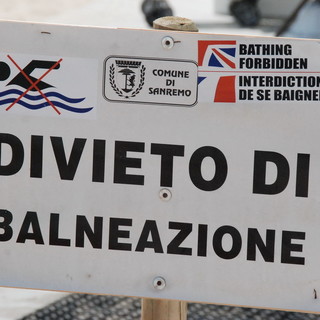 COMUNE
DI
SANREMO
BATHING
FORBIDDEN
INTERDICTION
DE SE BAIGNER
DIVIETO DI
BALNEAZIONE